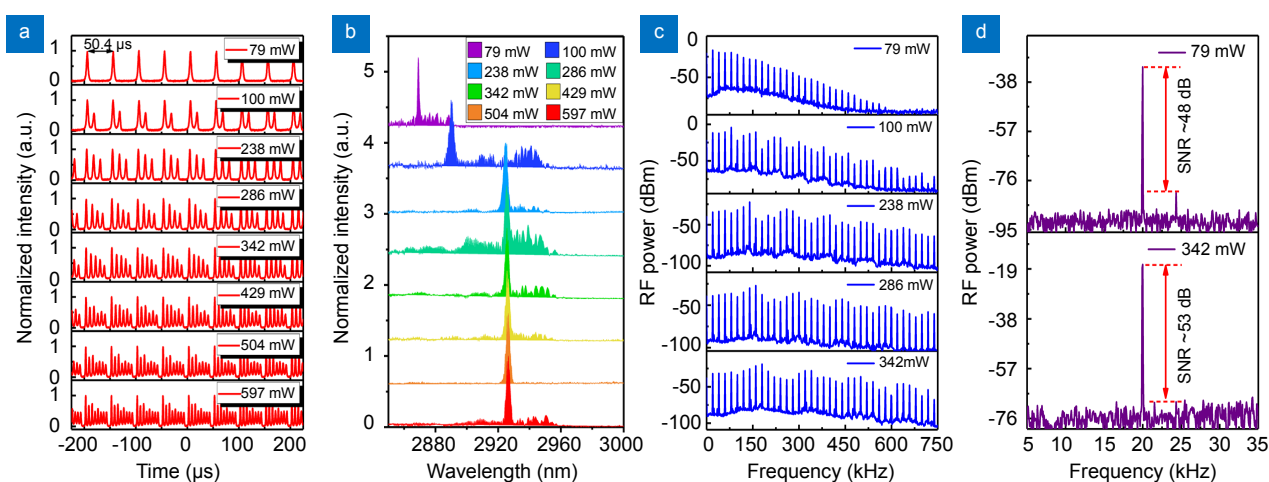 a
Normalized intensity (a.u.)
50.4 µs
1
0
79 mW
1
0
100 mW
1
0
238 mW
1
0
286 mW
1
0
342 mW
1
0
429 mW
1
0
504 mW
1
0
597 mW
-200 -100 0 100 200
Time (µs)
b
Normalized intensity (a.u.)
79 mW 100 mW
238 mW 286 mW
342 mW 429 mW
504 mW 597 mW
5
4
3
2
1
0
2880 2920 2960 3000
Wavelength (nm)
c
RF power (dBm)
0
-50
79 mW
0
-50
100 mW
-50
-100
238 mW
-50
-100
286 mW
-50
-100
342mW
0 150 300 450 600 750
Frequency (kHz)
d
RF power (dBm)
79 mW
-38
-57
-76
-95
SNR ~48 dB
342 mW
-19
-38
-57
-76
SNR ~53 dB
5 10 15 20 25 30 35
Frequency (kHz)